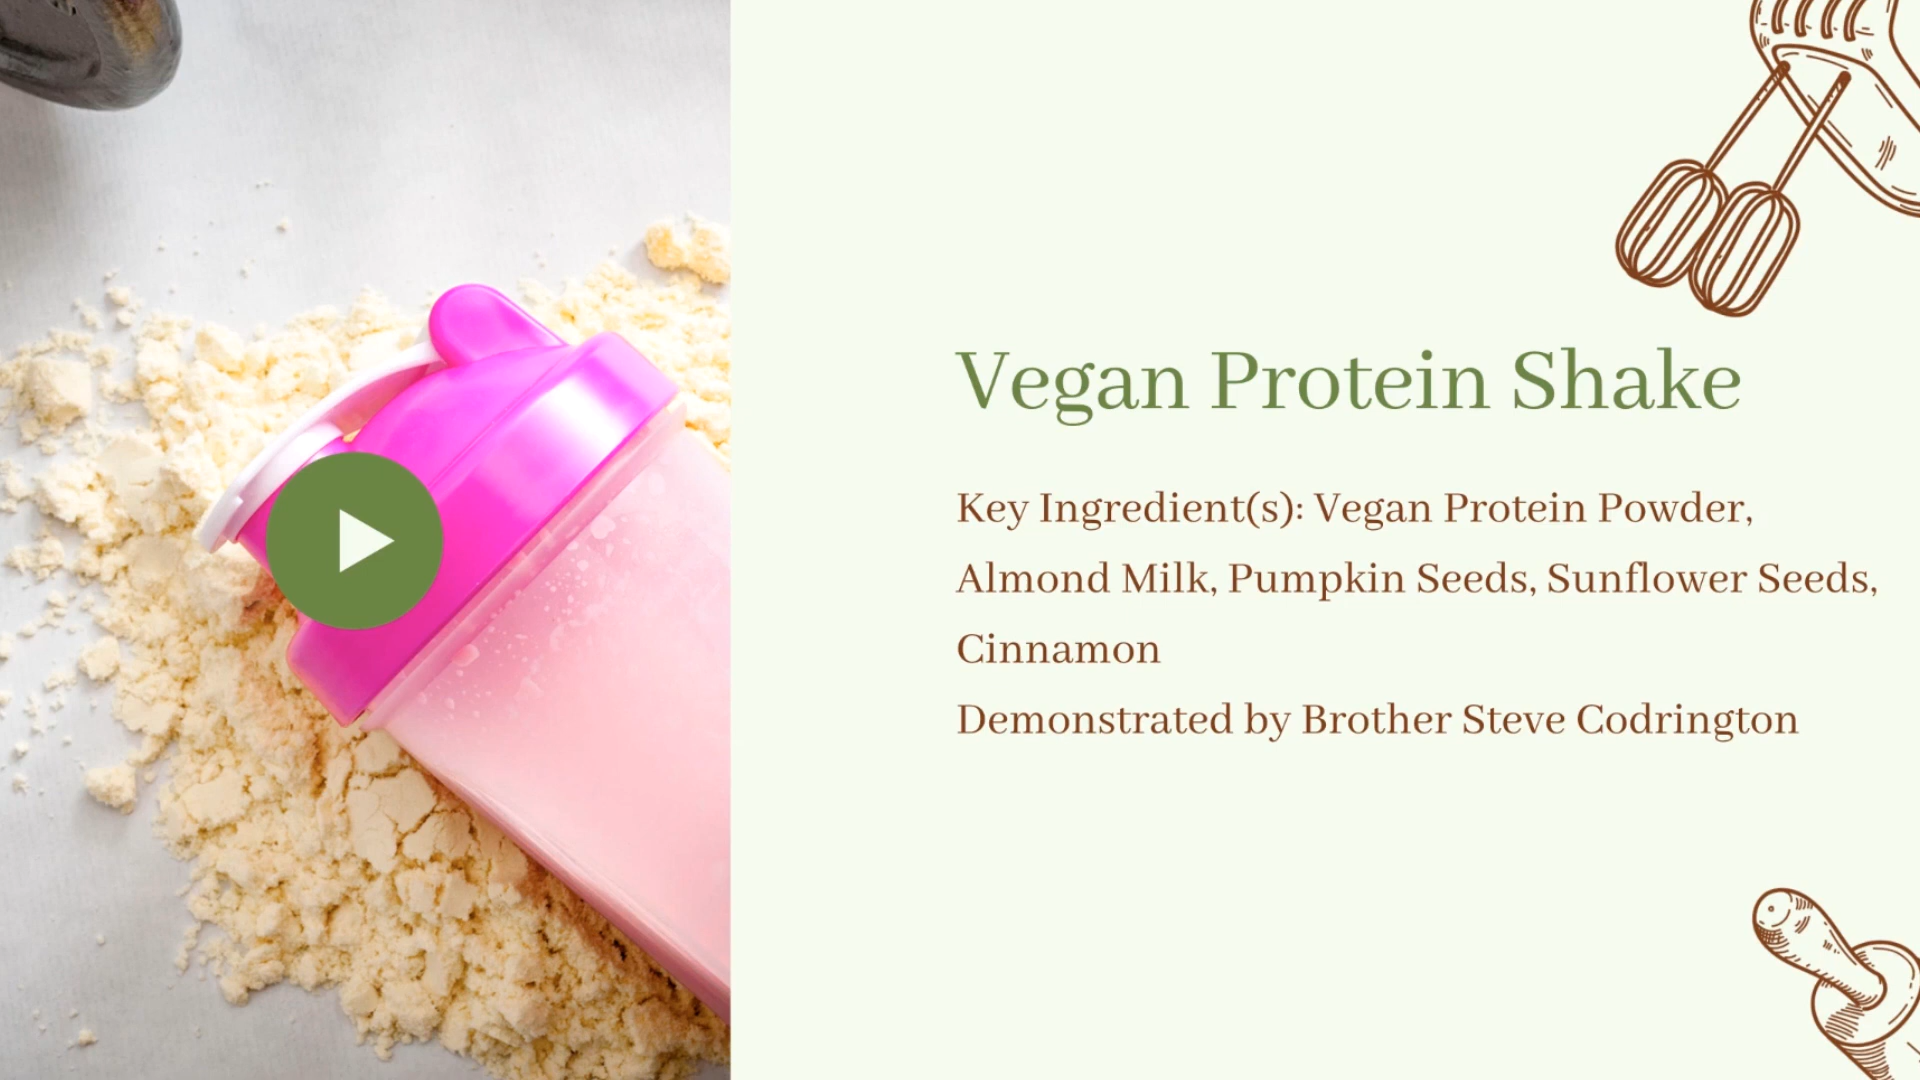 Vegan Protein Shake
Key Ingredient(s): Vegan Protein Powder,
Almond Milk, Pumpkin Seeds, Sunflower Seeds,
Cinnamon
Demonstrated by Brother Steve Codrington